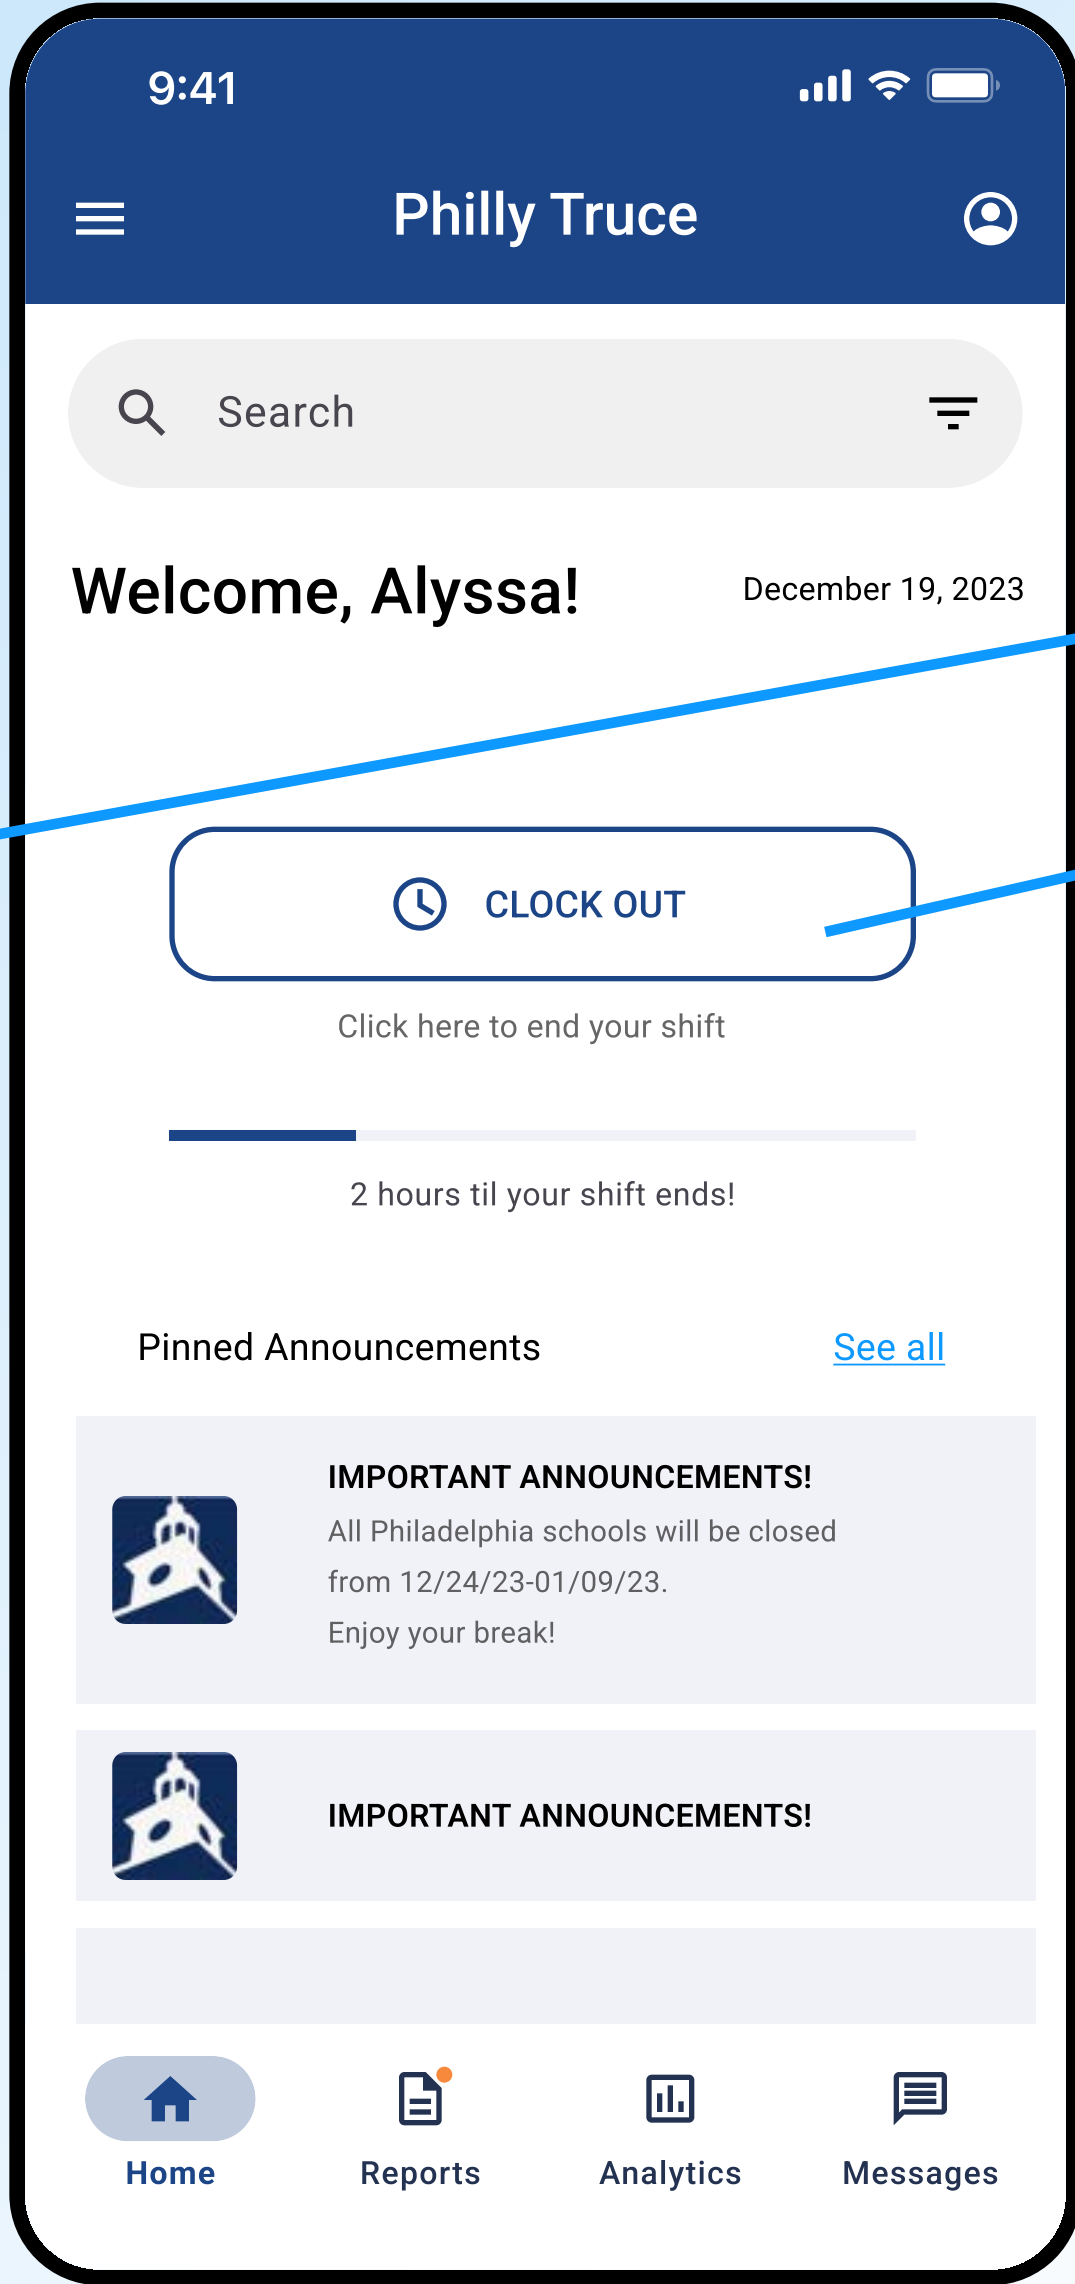 9:41
Philly Truce
Search
Welcome, Alyssa!
December 19, 2023
CLOCK OUT
Click here to end your shift
2 hours til your shift ends!
Pinned Announcements
See all
IMPORTANT ANNOUNCEMENTS!
All Philadelphia schools will be closed
from 12/24/23-01/09/23.
Enjoy your break!
IMPORTANT ANNOUNCEMENTS!
Home
Reports
Analytics
Messages